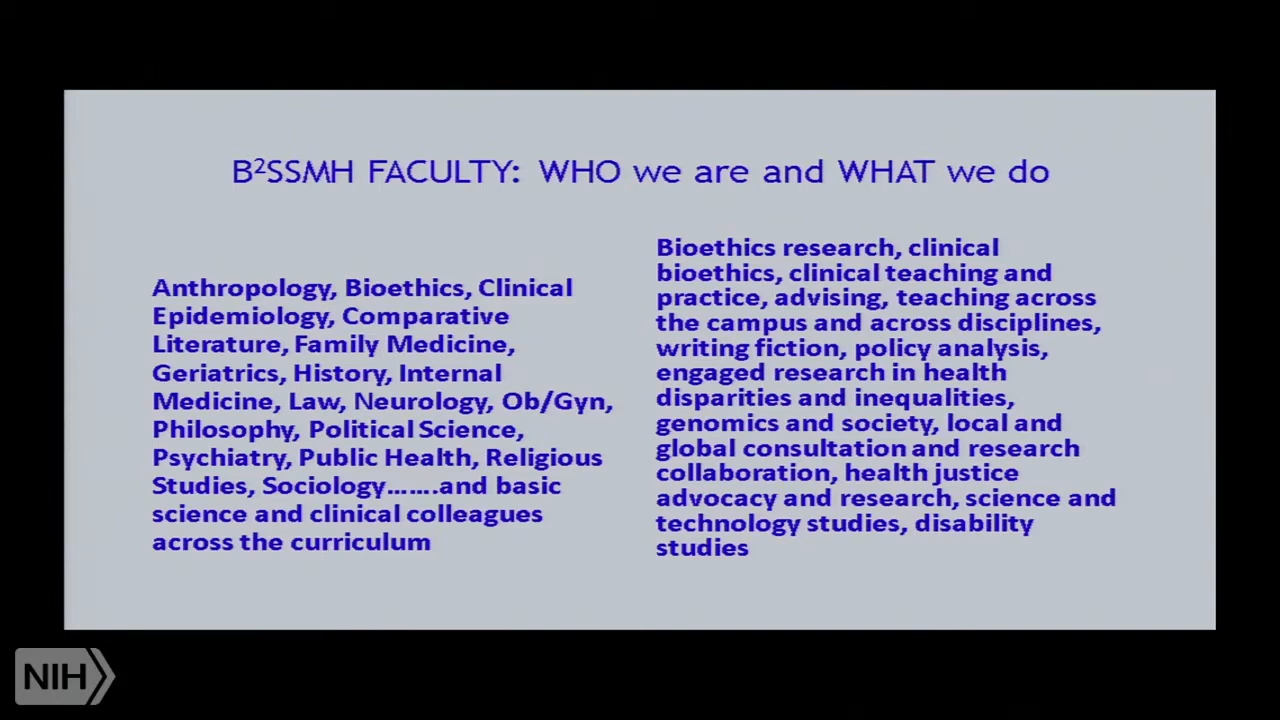 B²SSMH FACULTY: WHO we are and WHAT we do
Anthropology, Bioethics, Clinical
Epidemiology, Comparative
Literature, Family Medicine,
Geriatrics, History, Internal
Medicine, Law, Neurology, Ob/Gyn,
Philosophy, Political Science,
Psychiatry, Public Health, Religious
Studies, Sociology…….and basic
science and clinical colleagues
across the curriculum
Bioethics research, clinical
bioethics, clinical teaching and
practice, advising, teaching across
the campus and across disciplines,
writing fiction, policy analysis,
engaged research in health
disparities and inequalities,
genomics and society, local and
global consultation and research
collaboration, health justice
advocacy and research, science and
technology studies, disability
studies
NIH